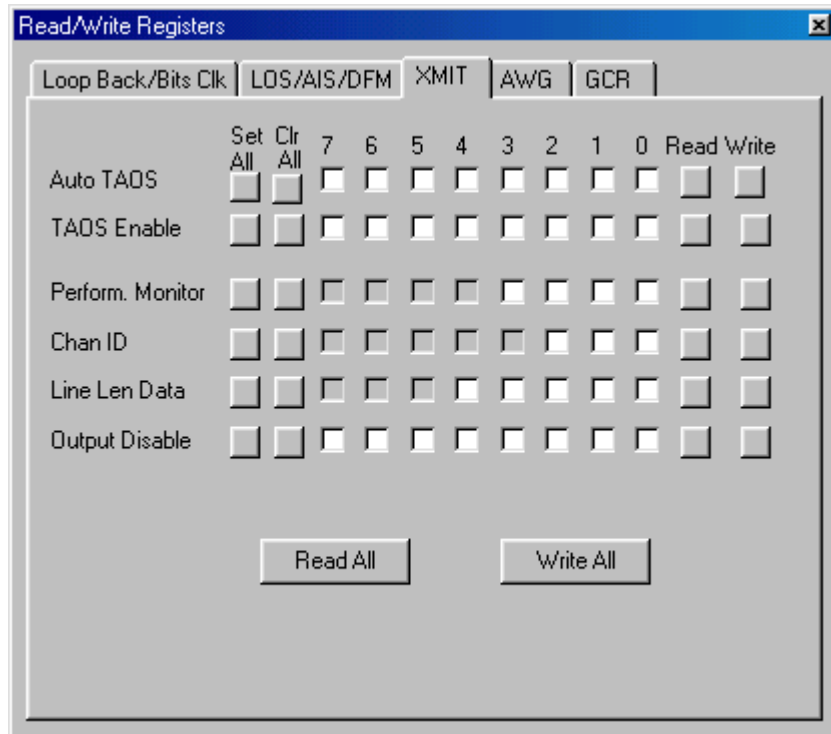 Read/Write Registers
Loop Back/Bits Clk LOS/AIS/DFM XMIT AWG GCR
Set All Clr All 7 6 5 4 3 2 1 0 Read Write
Auto TAOS
TAOS Enable
Perform. Monitor
Chan ID
Line Len Data
Output Disable
Read All Write All